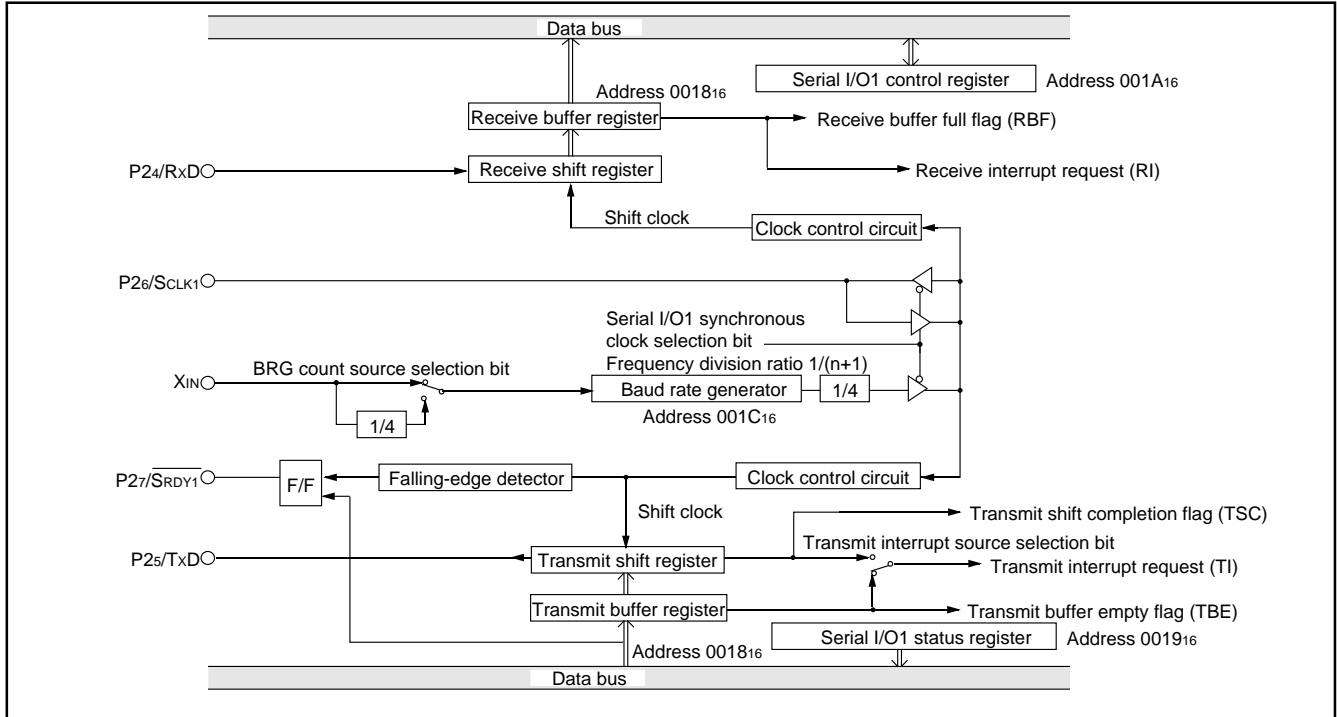 Data bus
Serial I/O1 control register Address 001A16
Address 001816
Receive buffer register
Receive buffer full flag (RBF)
P24/RXD
Receive shift register
Receive interrupt request (RI)
Shift clock
Clock control circuit
P26/SCLK1
Serial I/O1 synchronous
clock selection bit
BRG count source selection bit
Frequency division ratio 1/(n+1)
XIN
Baud rate generator
1/4
1/4
Address 001C16
P27/SRDY1
F/F
Falling-edge detector
Clock control circuit
Shift clock
Transmit shift completion flag (TSC)
P25/TXD
Transmit shift register
Transmit interrupt source selection bit
Transmit interrupt request (TI)
Transmit buffer register
Transmit buffer empty flag (TBE)
Address 001816
Serial I/O1 status register Address 001916
Data bus